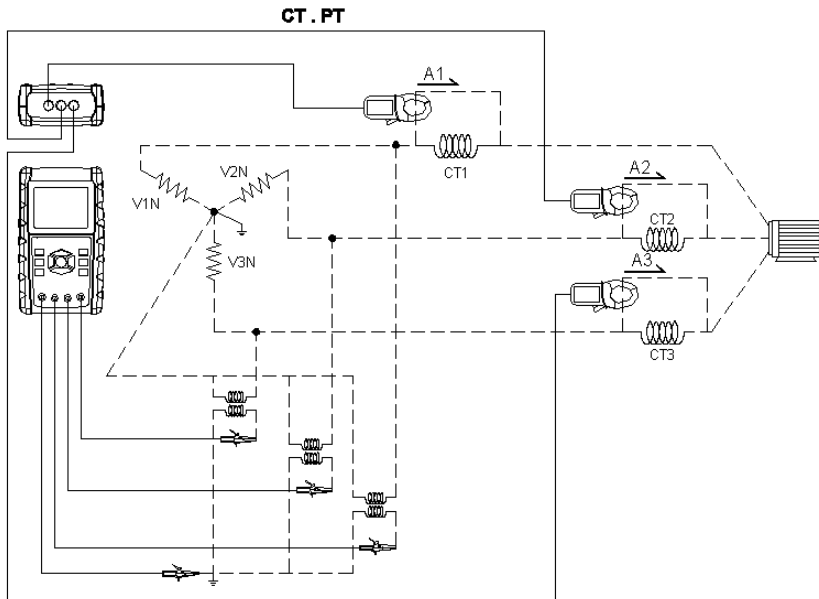 CT . PT
A1
CT1
V2N
V1N
A2
CT2
V3N
A3
CT3